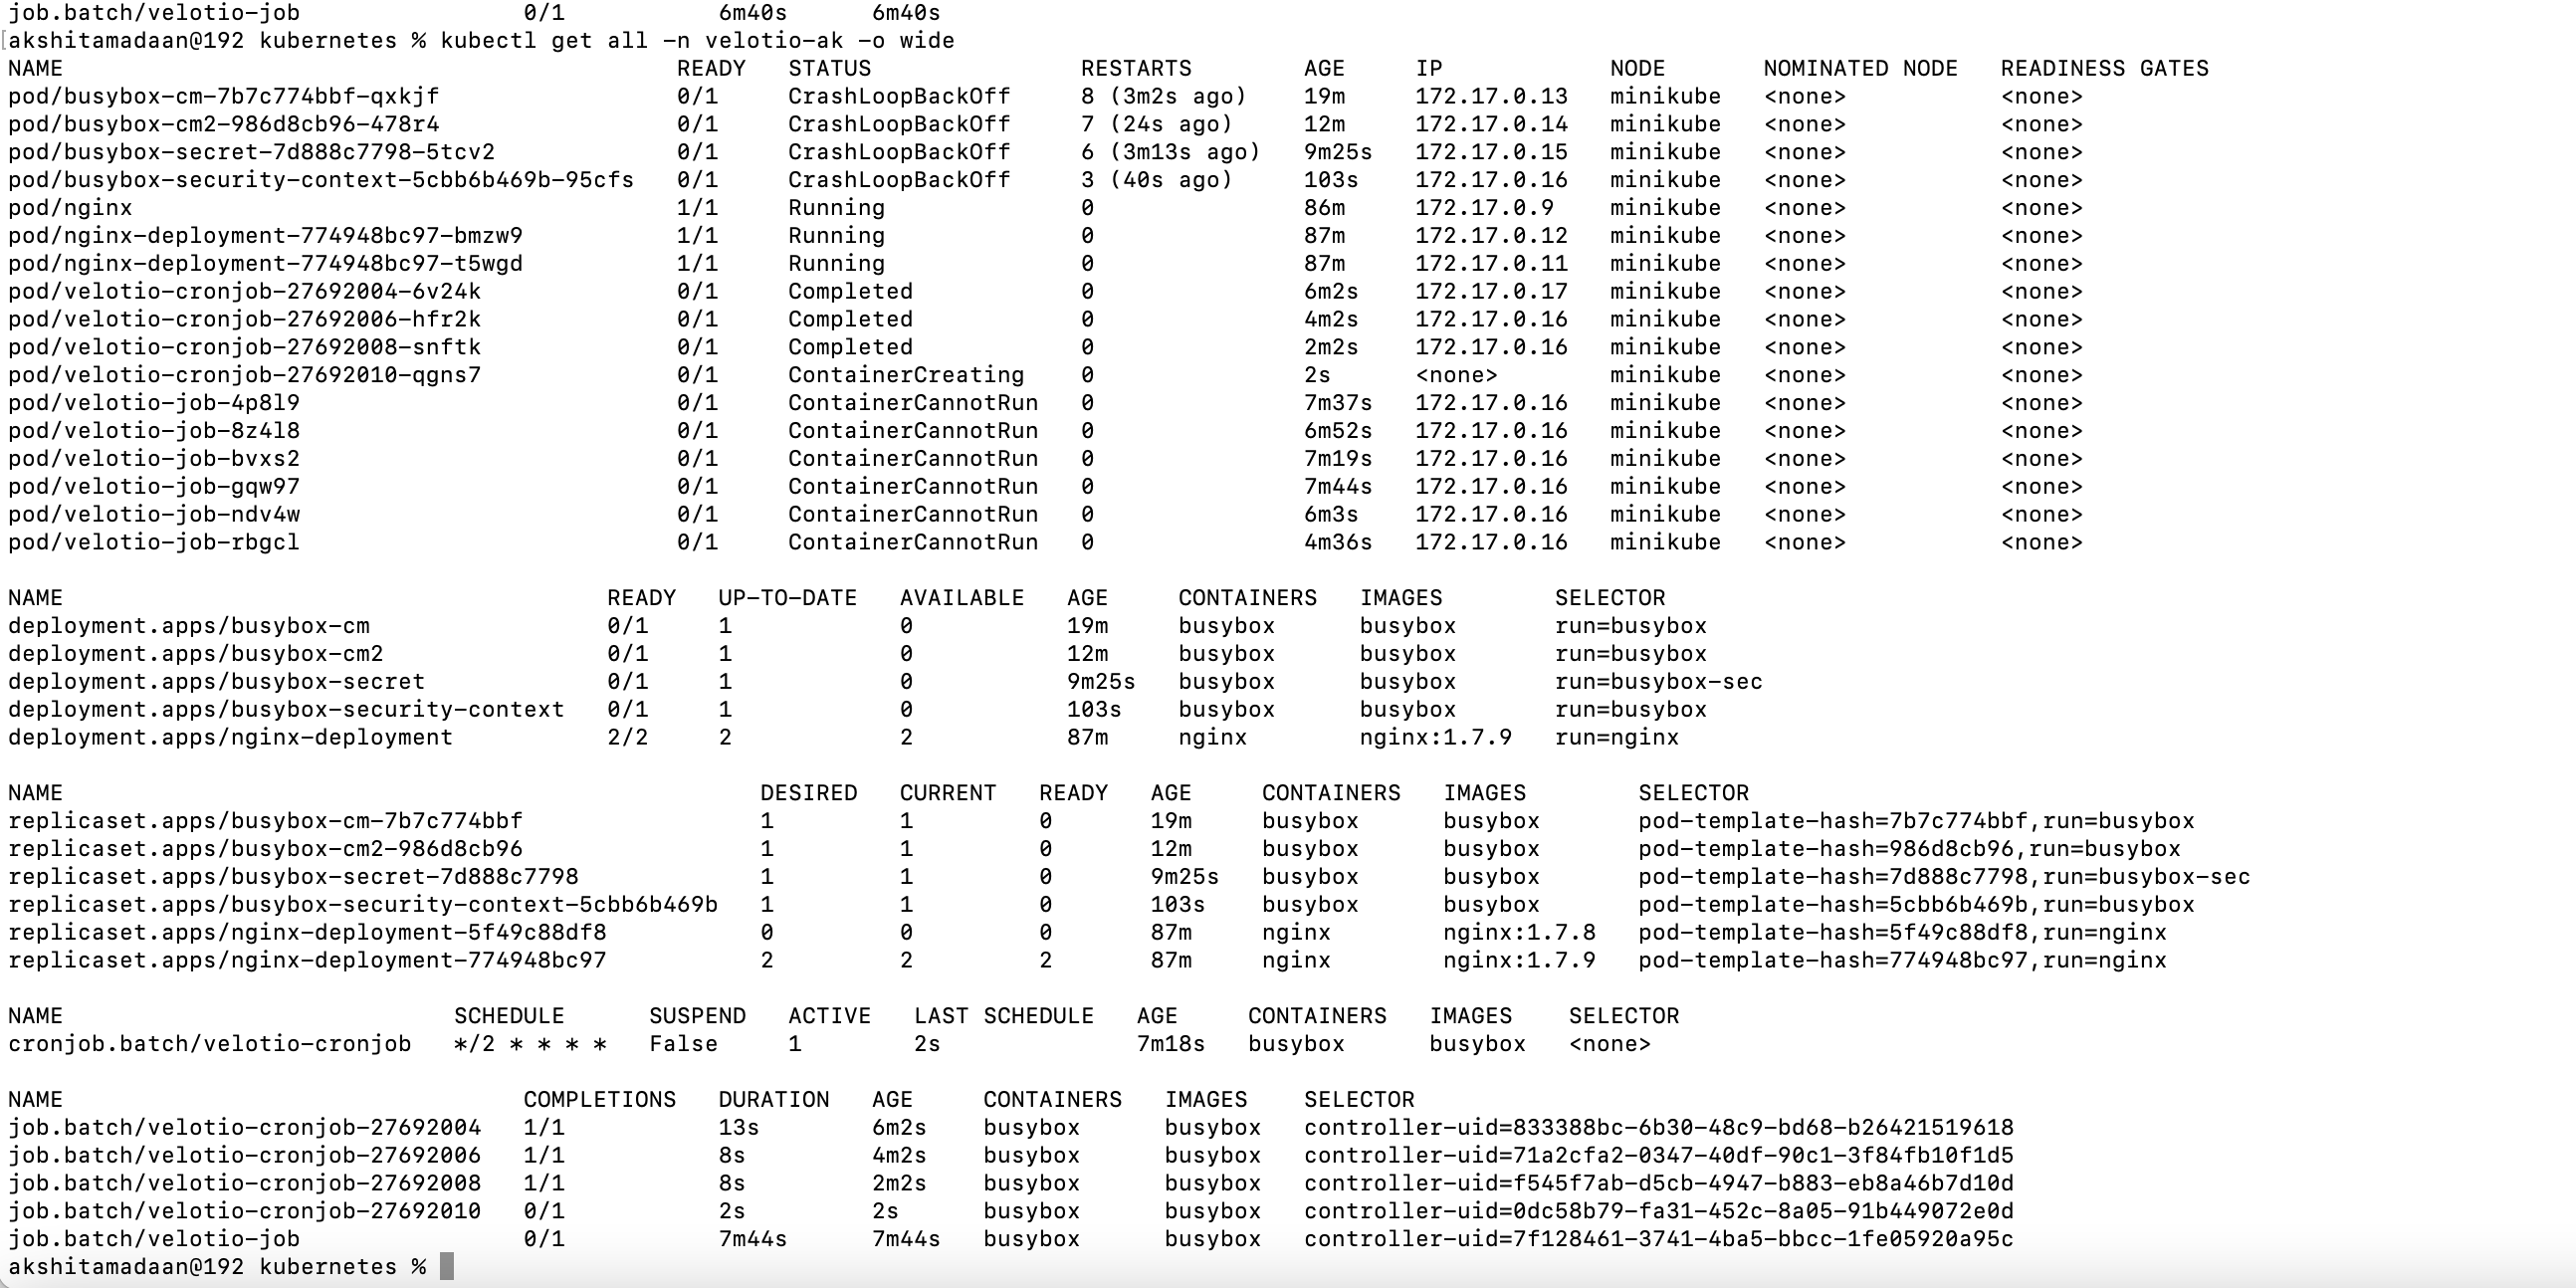 job.batch/velotio-job                0/1           6m40s      6m40s
[akshitamadaan@192 kubernetes % kubectl get all -n velotio-ak -o wide
NAME                                            READY   STATUS               RESTARTS        AGE     IP            NODE       NOMINATED NODE   READINESS GATES
pod/busybox-cm-7b7c774bbf-qxkjf                 0/1     CrashLoopBackOff     8 (3m2s ago)    19m     172.17.0.13   minikube   <none>           <none>
pod/busybox-cm2-986d8cb96-478r4                 0/1     CrashLoopBackOff     7 (24s ago)     12m     172.17.0.14   minikube   <none>           <none>
pod/busybox-secret-7d888c7798-5tcv2             0/1     CrashLoopBackOff     6 (3m13s ago)   9m25s   172.17.0.15   minikube   <none>           <none>
pod/busybox-security-context-5cbb6b469b-95cfs   0/1     CrashLoopBackOff     3 (40s ago)     103s    172.17.0.16   minikube   <none>           <none>
pod/nginx                                       1/1     Running              0               86m     172.17.0.9    minikube   <none>           <none>
pod/nginx-deployment-774948bc97-bmzw9           1/1     Running              0               87m     172.17.0.12   minikube   <none>           <none>
pod/nginx-deployment-774948bc97-t5wgd           1/1     Running              0               87m     172.17.0.11   minikube   <none>           <none>
pod/velotio-cronjob-27692004-6v24k              0/1     Completed            0               6m2s    172.17.0.17   minikube   <none>           <none>
pod/velotio-cronjob-27692006-hfr2k              0/1     Completed            0               4m2s    172.17.0.16   minikube   <none>           <none>
pod/velotio-cronjob-27692008-snftk              0/1     Completed            0               2m2s    172.17.0.16   minikube   <none>           <none>
pod/velotio-cronjob-27692010-qgns7              0/1     ContainerCreating    0               2s      <none>        minikube   <none>           <none>
pod/velotio-job-4p8l9                           0/1     ContainerCannotRun   0               7m37s   172.17.0.16   minikube   <none>           <none>
pod/velotio-job-8z4l8                           0/1     ContainerCannotRun   0               6m52s   172.17.0.16   minikube   <none>           <none>
pod/velotio-job-bvxs2                           0/1     ContainerCannotRun   0               7m19s   172.17.0.16   minikube   <none>           <none>
pod/velotio-job-gqw97                           0/1     ContainerCannotRun   0               7m44s   172.17.0.16   minikube   <none>           <none>
pod/velotio-job-ndv4w                           0/1     ContainerCannotRun   0               6m3s    172.17.0.16   minikube   <none>           <none>
pod/velotio-job-rbgcl                           0/1     ContainerCannotRun   0               4m36s   172.17.0.16   minikube   <none>           <none>
NAME                                       READY   UP-TO-DATE   AVAILABLE   AGE     CONTAINERS   IMAGES        SELECTOR
deployment.apps/busybox-cm                 0/1     1            0           19m     busybox      busybox       run=busybox
deployment.apps/busybox-cm2                0/1     1            0           12m     busybox      busybox       run=busybox
deployment.apps/busybox-secret             0/1     1            0           9m25s   busybox      busybox       run=busybox-sec
deployment.apps/busybox-security-context   0/1     1            0           103s    busybox      busybox       run=busybox
deployment.apps/nginx-deployment           2/2     2            2           87m     nginx        nginx:1.7.9   run=nginx
NAME                                                  DESIRED   CURRENT   READY   AGE     CONTAINERS   IMAGES        SELECTOR
replicaset.apps/busybox-cm-7b7c774bbf                 1         1         0       19m     busybox      busybox       pod-template-hash=7b7c774bbf,run=busybox
replicaset.apps/busybox-cm2-986d8cb96                 1         1         0       12m     busybox      busybox       pod-template-hash=986d8cb96,run=busybox
replicaset.apps/busybox-secret-7d888c7798             1         1         0       9m25s   busybox      busybox       pod-template-hash=7d888c7798,run=busybox-sec
replicaset.apps/busybox-security-context-5cbb6b469b   1         1         0       103s    busybox      busybox       pod-template-hash=5cbb6b469b,run=busybox
replicaset.apps/nginx-deployment-5f49c88df8           0         0         0       87m     nginx        nginx:1.7.8   pod-template-hash=5f49c88df8,run=nginx
replicaset.apps/nginx-deployment-774948bc97           2         2         2       87m     nginx        nginx:1.7.9   pod-template-hash=774948bc97,run=nginx
NAME                            SCHEDULE      SUSPEND   ACTIVE   LAST SCHEDULE   AGE     CONTAINERS   IMAGES    SELECTOR
cronjob.batch/velotio-cronjob   */2 * * * *   False     1        2s              7m18s   busybox      busybox   <none>
NAME                                 COMPLETIONS   DURATION   AGE     CONTAINERS   IMAGES    SELECTOR
job.batch/velotio-cronjob-27692004   1/1           13s        6m2s    busybox      busybox   controller-uid=833388bc-6b30-48c9-bd68-b26421519618
job.batch/velotio-cronjob-27692006   1/1           8s         4m2s    busybox      busybox   controller-uid=71a2cfa2-0347-40df-90c1-3f84fb10f1d5
job.batch/velotio-cronjob-27692008   1/1           8s         2m2s    busybox      busybox   controller-uid=f545f7ab-d5cb-4947-b883-eb8a46b7d10d
job.batch/velotio-cronjob-27692010   0/1           2s         2s      busybox      busybox   controller-uid=0dc58b79-fa31-452c-8a05-91b449072e0d
job.batch/velotio-job                0/1           7m44s      7m44s   busybox      busybox   controller-uid=7f128461-3741-4ba5-bbcc-1fe05920a95c
akshitamadaan@192 kubernetes %